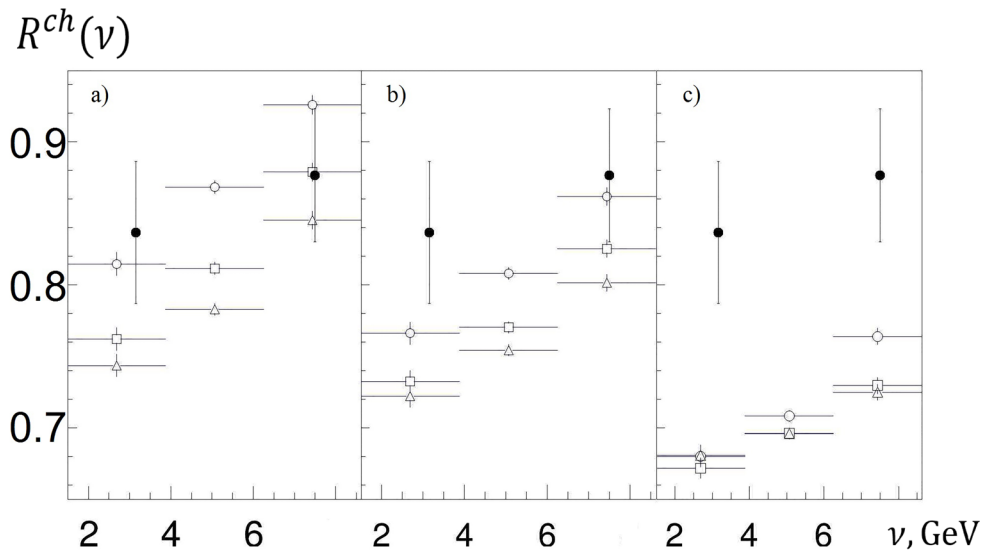 R^{ch}(ν)
a) b) c)
0.9
0.8
0.7
2 4 6 2 4 6 2 4 6 ν, GeV